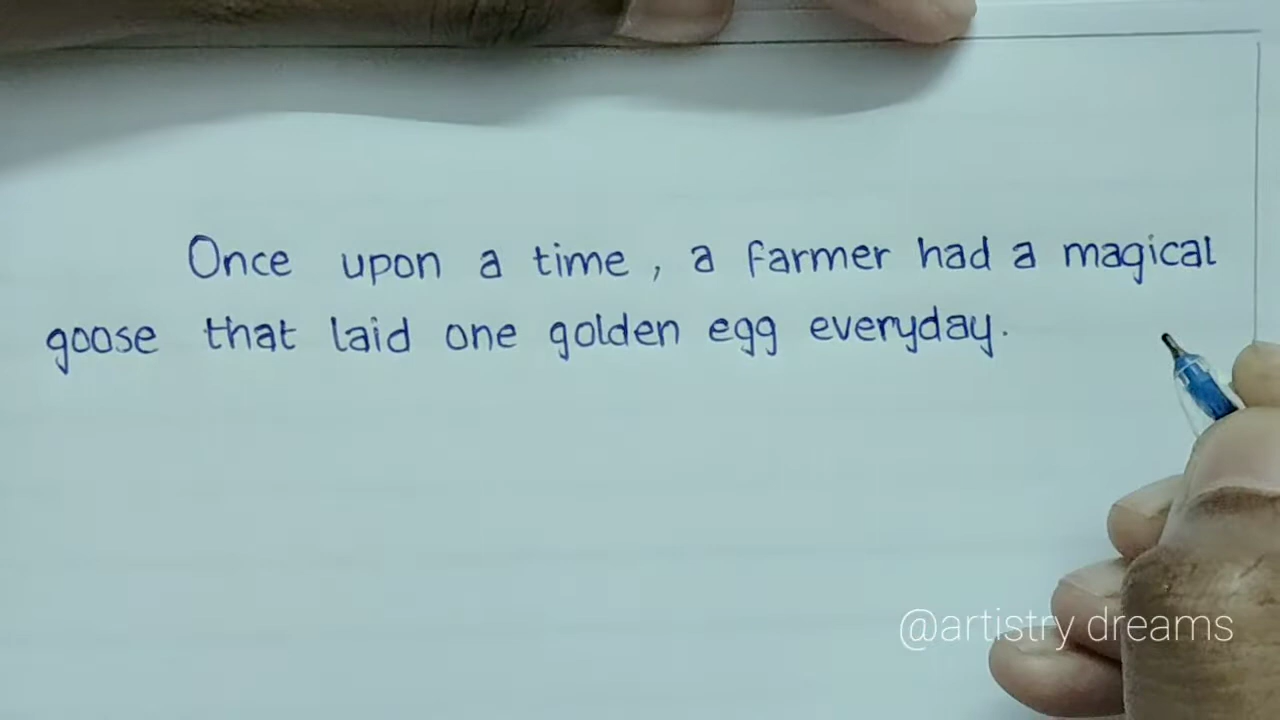 Once upon a time, a farmer had a magical
goose that laid one golden egg everyday.
@artistry dreams